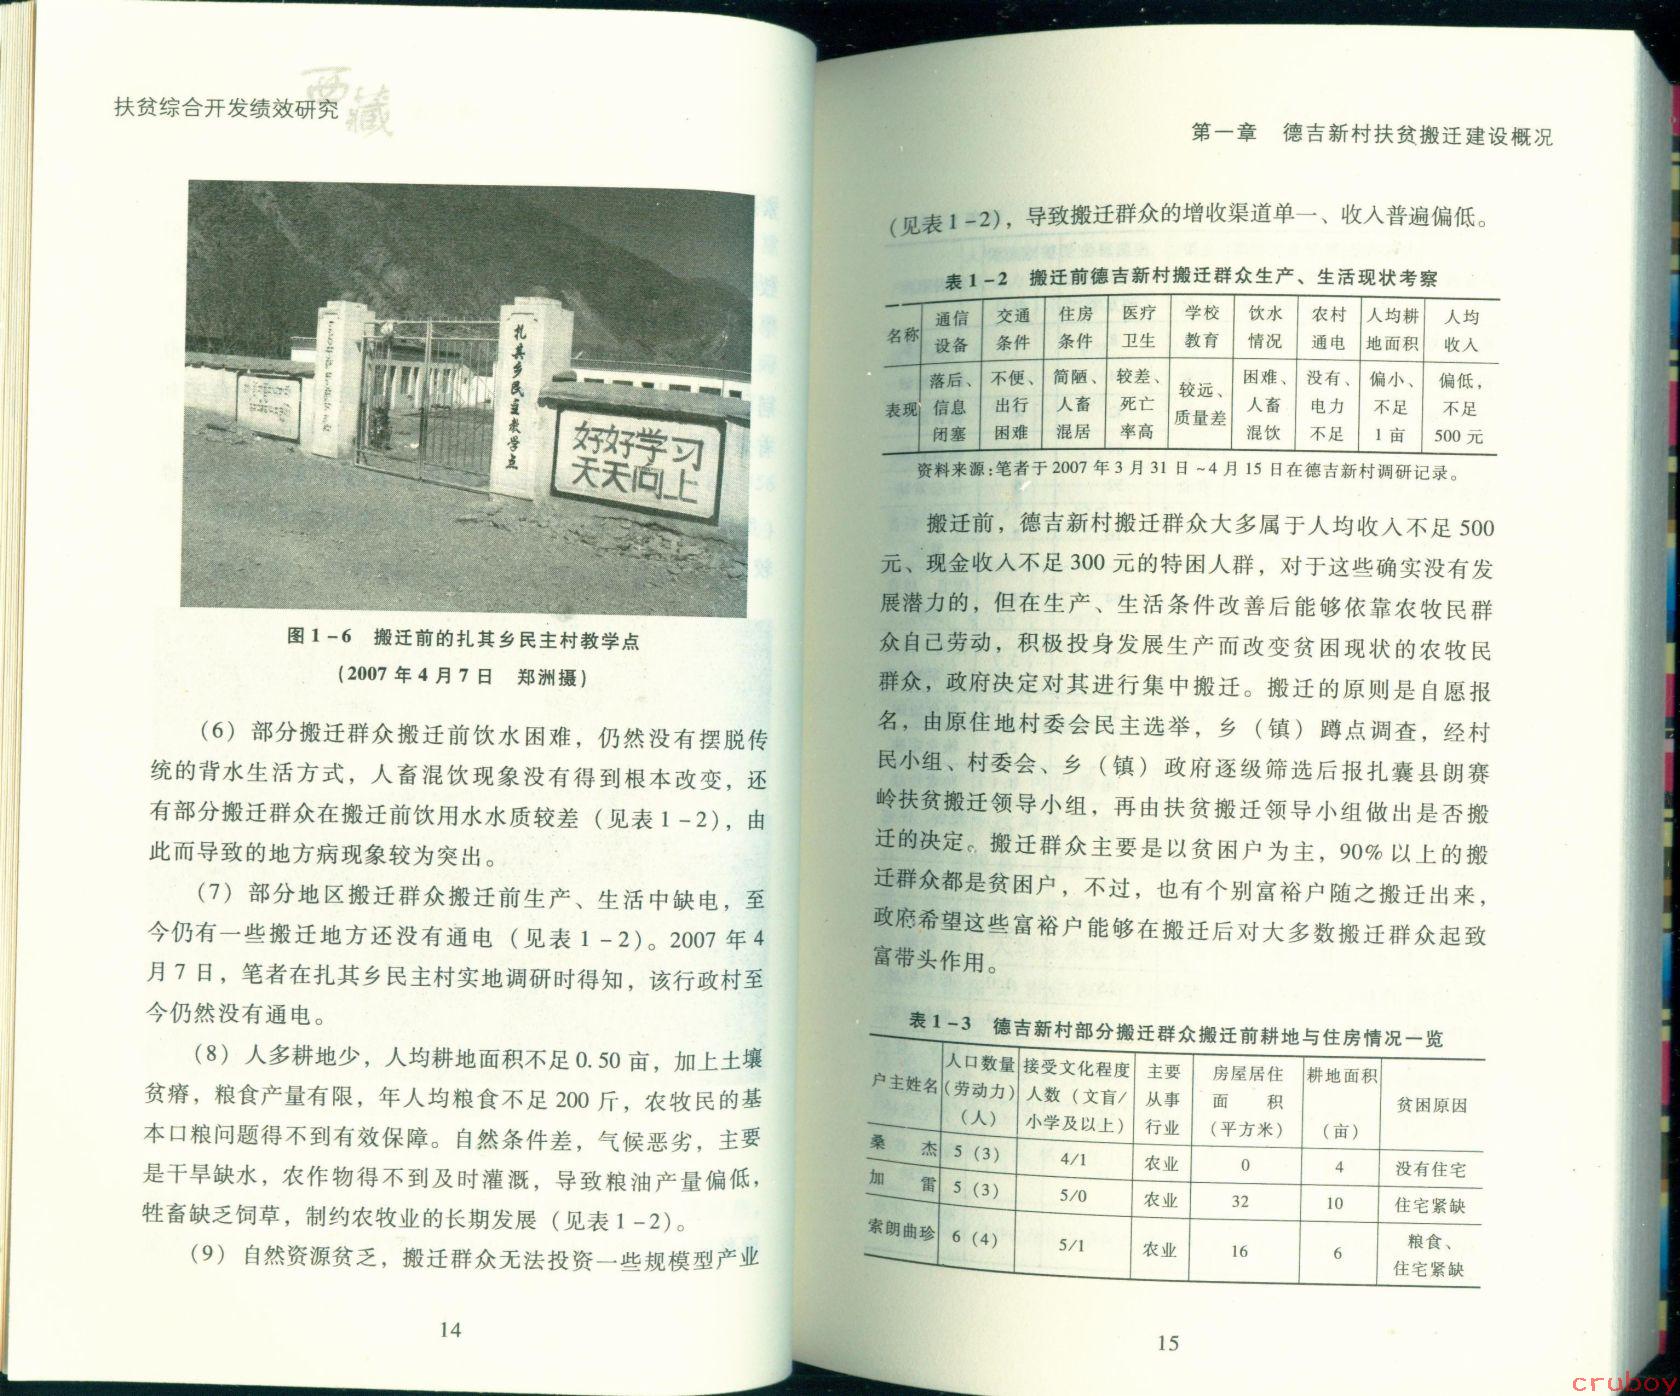 西藏
扶贫综合开发绩效研究
扎其乡民主教学点
好好学习
天天向上
图1－6　搬迁前的扎其乡民主村教学点
(2007年4月7日　郑洲摄)
（6）部分搬迁群众搬迁前饮水困难，仍然没有摆脱传
统的背水生活方式，人畜混饮现象没有得到根本改变，还
有部分搬迁群众在搬迁前饮用水水质较差（见表1－2），由
此而导致的地方病现象较为突出。
（7）部分地区搬迁群众搬迁前生产、生活中缺电，至
今仍有一些搬迁地方还没有通电（见表1－2）。2007年4
月7日，笔者在扎其乡民主村实地调研时得知，该行政村至
今仍然没有通电。
（8）人多耕地少，人均耕地面积不足0.50亩，加上土壤
贫瘠，粮食产量有限，年人均粮食不足200斤，农牧民的基
本口粮问题得不到有效保障。自然条件差，气候恶劣，主要
是干旱缺水，农作物得不到及时灌溉，导致粮油产量偏低，
牲畜缺乏饲草，制约农牧业的长期发展（见表1－2）。
（9）自然资源贫乏，搬迁群众无法投资一些规模型产业
14
第一章　德吉新村扶贫搬迁建设概况
（见表1－2），导致搬迁群众的增收渠道单一、收入普遍偏低。
表1－2　搬迁前德吉新村搬迁群众生产、生活现状考察
名称 通信设备 交通条件 住房条件 医疗卫生 学校教育 饮水情况 农村通电 人均耕地面积 人均收入
表现 落后、信息闭塞 不便、出行困难 简陋、人畜混居 较差、死亡率高 较远、质量差 困难、人畜混饮 没有、电力不足 偏小、不足1亩 偏低，不足500元
资料来源:笔者于2007年3月31日~4月15日在德吉新村调研记录。
搬迁前，德吉新村搬迁群众大多属于人均收入不足500
元、现金收入不足300元的特困人群，对于这些确实没有发
展潜力的，但在生产、生活条件改善后能够依靠农牧民群
众自己劳动，积极投身发展生产而改变贫困现状的农牧民
群众，政府决定对其进行集中搬迁。搬迁的原则是自愿报
名，由原住地村委会民主选举，乡（镇）蹲点调查，经村
民小组、村委会、乡（镇）政府逐级筛选后报扎囊县朗赛
岭扶贫搬迁领导小组，再由扶贫搬迁领导小组做出是否搬
迁的决定。搬迁群众主要是以贫困户为主，90%以上的搬
迁群众都是贫困户，不过，也有个别富裕户随之搬迁出来，
政府希望这些富裕户能够在搬迁后对大多数搬迁群众起致
富带头作用。
表1－3　德吉新村部分搬迁群众搬迁前耕地与住房情况一览
户主姓名 人口数量(劳动力)（人） 接受文化程度人数（文盲/小学及以上） 主要从事行业 房屋居住面积（平方米） 耕地面积（亩） 贫困原因
桑　杰 5（3） 4/1 农业 0 4 没有住宅
加　雷 5（3） 5/0 农业 32 10 住宅紧缺
索朗曲珍 6（4） 5/1 农业 16 6 粮食、住宅紧缺
15
cruboy